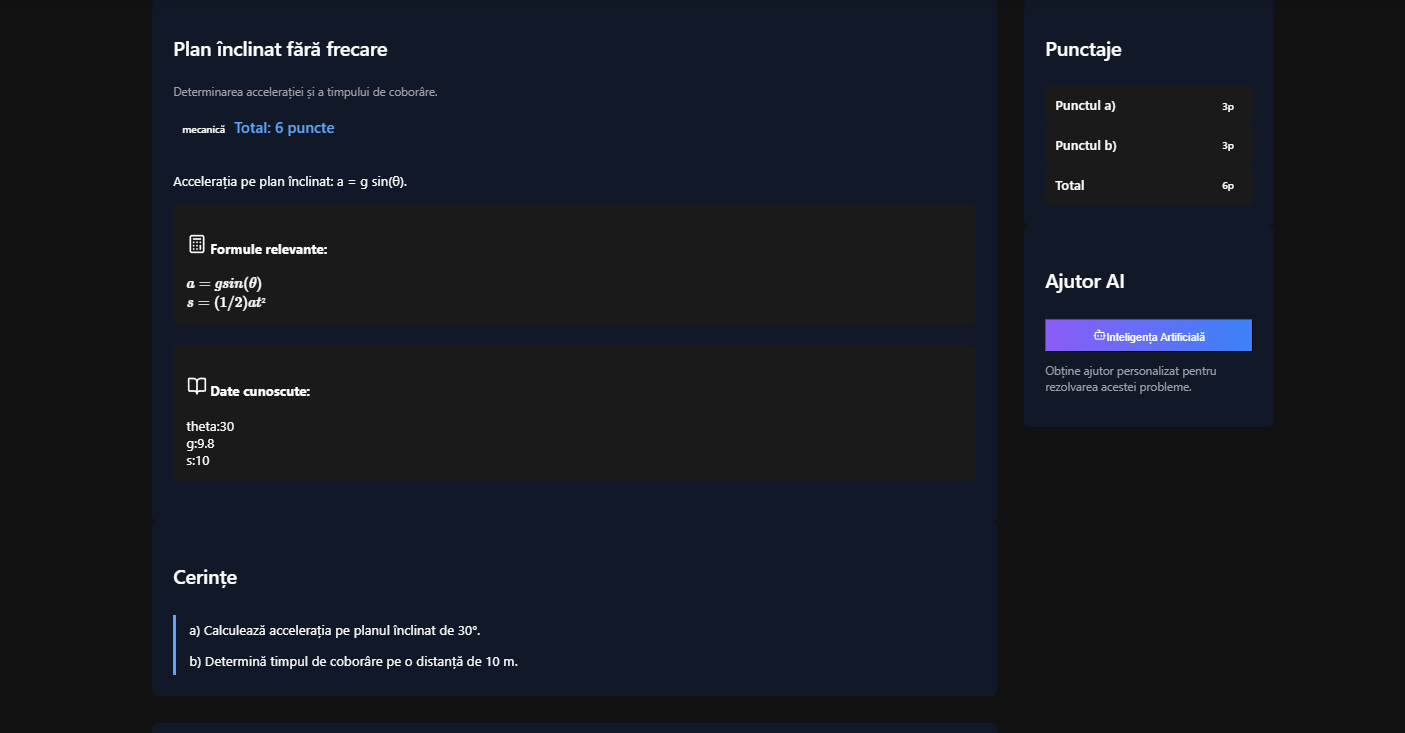 Plan înclinat fără frecare
Determinarea accelerației și a timpului de coborâre.
mecanică Total: 6 puncte
Accelerația pe plan înclinat: a = g sin(θ).
Formule relevante:
a = gsin(θ)
s = (1/2)at²
Date cunoscute:
theta:30
g:9.8
s:10
Cerințe
a) Calculează accelerația pe planul înclinat de 30°.
b) Determină timpul de coborâre pe o distanță de 10 m.
Punctaje
Punctul a) 3p
Punctul b) 3p
Total 6p
Ajutor AI
Inteligența Artificială
Obține ajutor personalizat pentru
rezolvarea acestei probleme.